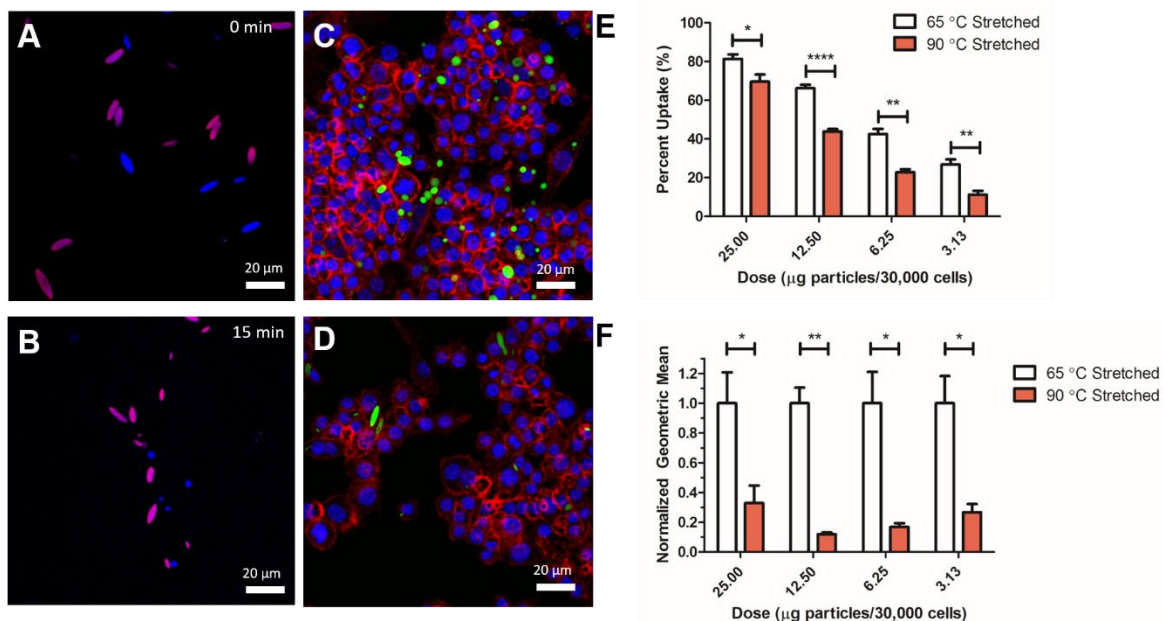 A
0 min
20 µm
B
15 min
20 µm
C
20 µm
D
20 µm
E
Percent Uptake (%)
100
80
60
40
20
0
*
****
**
**
65 °C Stretched
90 °C Stretched
25.00
12.50
6.25
3.13
Dose (µg particles/30,000 cells)
F
Normalized Geometric Mean
1.2
1.0
0.8
0.6
0.4
0.2
0.0
*
**
*
*
65 °C Stretched
90 °C Stretched
25.00
12.50
6.25
3.13
Dose (µg particles/30,000 cells)